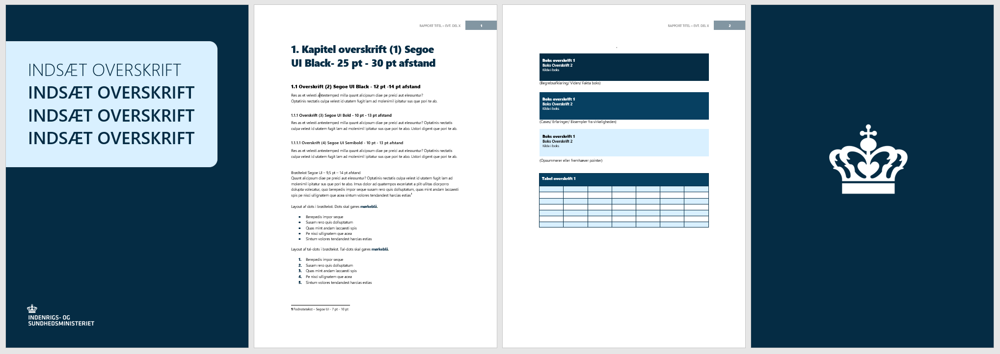 INDSÆT OVERSKRIFT
INDSÆT OVERSKRIFT
INDSÆT OVERSKRIFT
INDSÆT OVERSKRIFT
INDENRIGS- OG
SUNDHEDSMINISTERIET
RAPPORT TITEL – EVT. DEL X
1
1. Kapitel overskrift (1) Segoe
UI Black- 25 pt - 30 pt afstand
1.1 Overskrift (2) Segoe UI Black - 12 pt -14 pt afstand
Res as et velesti antestemped milla quunt alicipsum diae pe preici aut elessuntur?
Optatinis nectatis culpa velest id utatem fugit lam ad molenimil ipitatur sus que pori te ab.
1.1.1 Overskrift (3) Segoe UI Bold - 10 pt - 13 pt afstand
Res as et velesti antestemped milla quunt alicipsum diae pe preici aut elessuntur? Optatinis nectatis
culpa velest id utatem fugit lam ad molenimil ipitatur sus que pori te abo. Ustori digent que pori te ab.
1.1.1.1 Overskrift (4) Segoe UI Semibold - 10 pt - 13 pt afstand
Res as et velesti antestemped milla quunt alicipsum diae pe preici aut elessuntur? Optatinis nectatis
culpa velest id utatem fugit lam ad molenimil ipitatur sus que pori te abo. Ustori digent que pori te ab.
Brødtekst Segoe UI – 9,5 pt – 14 pt afstand
Quunt alicipsum diae pe preici aut elessuntur? Optatinis nectatis culpa velest id utatem fugit lam ad
molenimil ipitatur sus que pori te abo. Imus dolor ad quatempos exceriatet a plit ullitas diorporro
dolupta volecatur, quo berepedis impor seque susam rero quis dolluptatum, quas mint andam laccaesti
spis pe nisci ullignatem que acea sintum volores tendandest harcias estias1
Layout af dots i brødtekst. Dots skal gøres mørkeblå.
• Berepedis impor seque
• Susam rero quis dolluptatum
• Quas mint andam laccaesti spis
• Pe nisci ullignatem que acea
• Sintum volores tendandest harcias estias
Layout af tal-dots i brødtekst. Tal-dots skal gøres mørkeblå.
1. Berepedis impor seque
2. Susam rero quis dolluptatum
3. Quas mint andam laccaesti spis
4. Pe nisci ullignatem que acea
5. Sintum volores tendandest harcias estias
1 Fodnotetekst – Segoe UI - 7 pt - 10 pt
RAPPORT TITEL – EVT. DEL X
2
Boks overskrift 1
Boks Overskrift 2
Kilde i boks
(Begrebsafklaring/ Viden/ Fakta boks)
Boks overskrift 1
Boks Overskrift 2
Kilde i boks
(Cases/ Erfaringer/ Eksempler fra virkeligheden)
Boks overskrift 1
Boks Overskrift 2
Kilde i boks
(Opsummerer eller fremhæver pointer)
Tabel overskrift 1